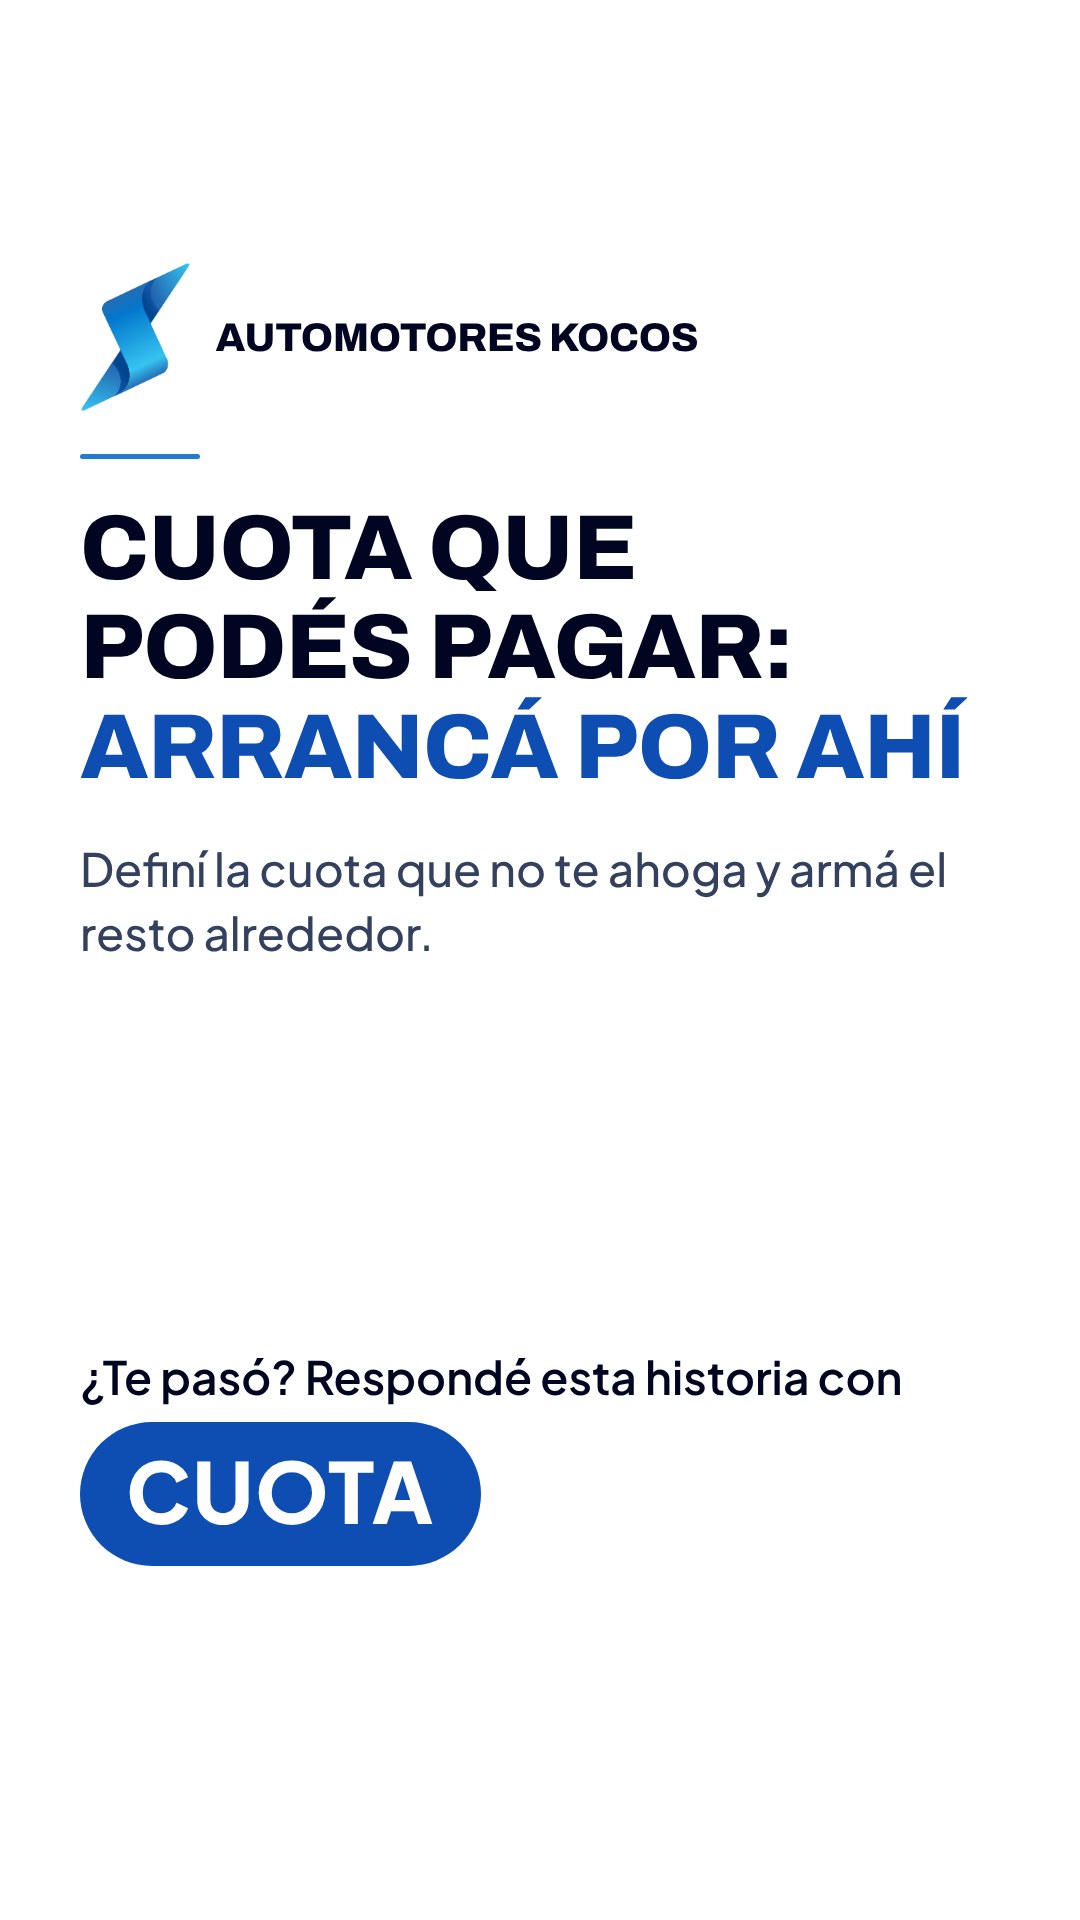 AUTOMOTORES KOCOS
CUOTA QUE
PODÉS PAGAR:
ARRANCÁ POR AHÍ
Definí la cuota que no te ahoga y armá el
resto alrededor.
¿Te pasó? Respondé esta historia con
CUOTA